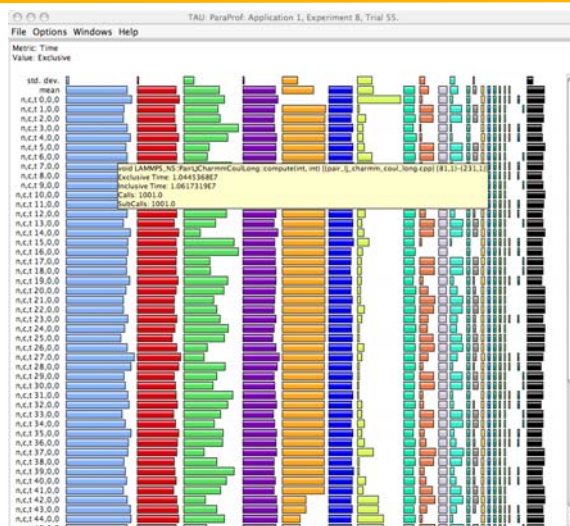 TAU: ParaProf: Application 1, Experiment 8, Trial 55.
File Options Windows Help
Metric: Time
Value: Exclusive
std. dev.
mean
n,c,t 0,0,0
n,c,t 1,0,0
n,c,t 2,0,0
n,c,t 3,0,0
n,c,t 4,0,0
n,c,t 5,0,0
n,c,t 6,0,0
n,c,t 7,0,0
void LAMMPS_NS::PairLJCharmmCoulLong::compute(int, int) [{pair_lj_charmm_coul_long.cpp} {81,1}-{231,1}]
n,c,t 8,0,0
Exclusive Time: 1.0445368E7
n,c,t 9,0,0
Inclusive Time: 1.0617319E7
n,c,t 10,0,0
Calls: 1001.0
n,c,t 11,0,0
SubCalls: 1001.0
n,c,t 12,0,0
n,c,t 13,0,0
n,c,t 14,0,0
n,c,t 15,0,0
n,c,t 16,0,0
n,c,t 17,0,0
n,c,t 18,0,0
n,c,t 19,0,0
n,c,t 20,0,0
n,c,t 21,0,0
n,c,t 22,0,0
n,c,t 23,0,0
n,c,t 24,0,0
n,c,t 25,0,0
n,c,t 26,0,0
n,c,t 27,0,0
n,c,t 28,0,0
n,c,t 29,0,0
n,c,t 30,0,0
n,c,t 31,0,0
n,c,t 32,0,0
n,c,t 33,0,0
n,c,t 34,0,0
n,c,t 35,0,0
n,c,t 36,0,0
n,c,t 37,0,0
n,c,t 38,0,0
n,c,t 39,0,0
n,c,t 40,0,0
n,c,t 41,0,0
n,c,t 42,0,0
n,c,t 43,0,0
n,c,t 44,0,0